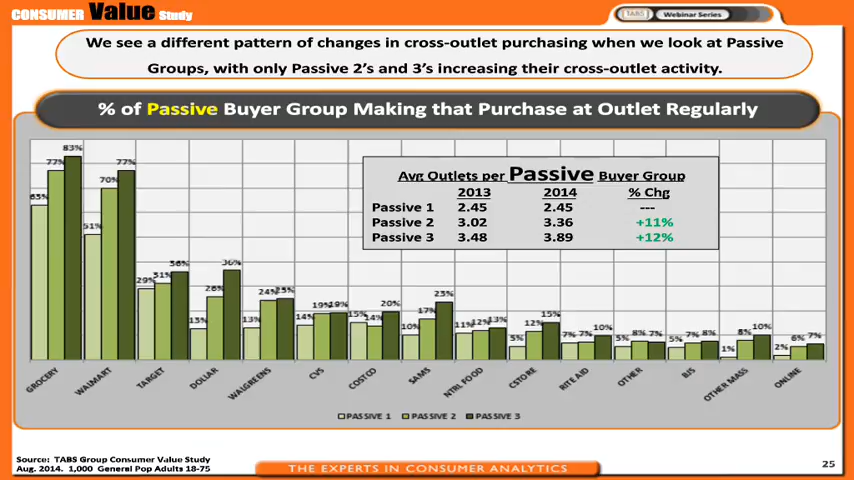 CONSUMER Value Study
TABS Webinar Series
We see a different pattern of changes in cross-outlet purchasing when we look at Passive
Groups, with only Passive 2's and 3's increasing their cross-outlet activity.
% of Passive Buyer Group Making that Purchase at Outlet Regularly
Avg Outlets per Passive Buyer Group
2013 2014 % Chg
Passive 1 2.45 2.45 ---
Passive 2 3.02 3.36 +11%
Passive 3 3.48 3.89 +12%
77% 83%
51% 70% 77%
29% 31% 36%
13% 36%
13% 24% 25%
14% 19% 19%
15% 14% 20%
10% 17% 25%
11% 12% 13%
5% 12% 15%
7% 7% 10%
5% 8% 7%
5% 7% 8%
1% 8% 10%
2% 6% 7%
GROCERY WALMART TARGET DOLLAR WALGREENS CVS COSTCO SAMS NTRL FOOD CSTORE RITE AID OTHER BJS OTHER MASS ONLINE
PASSIVE 1 PASSIVE 2 PASSIVE 3
Source: TABS Group Consumer Value Study
Aug. 2014. 1,000 General Pop Adults 18-75
THE EXPERTS IN CONSUMER ANALYTICS
25